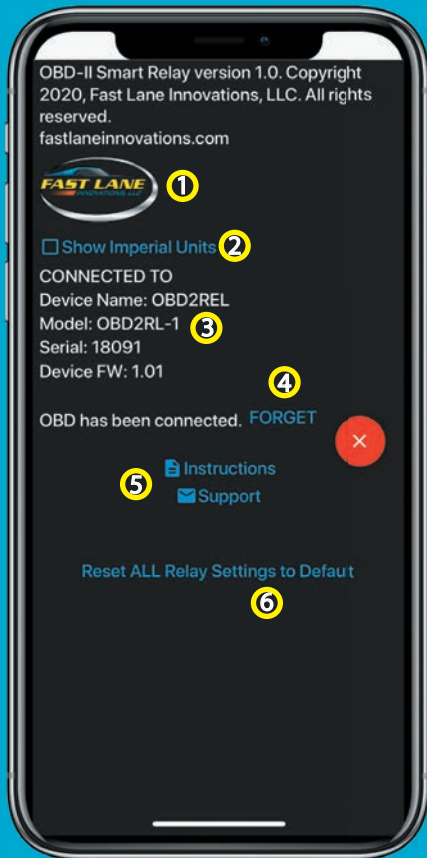 OBD-II Smart Relay version 1.0. Copyright
2020, Fast Lane Innovations, LLC. All rights
reserved.
fastlaneinnovations.com
FAST LANE
INNOVATIONS, LLC
1
Show Imperial Units
2
CONNECTED TO
Device Name: OBD2REL
Model: OBD2RL-1
3
Serial: 18091
Device FW: 1.01
4
OBD has been connected. FORGET
×
Instructions
5
Support
Reset ALL Relay Settings to Default
6